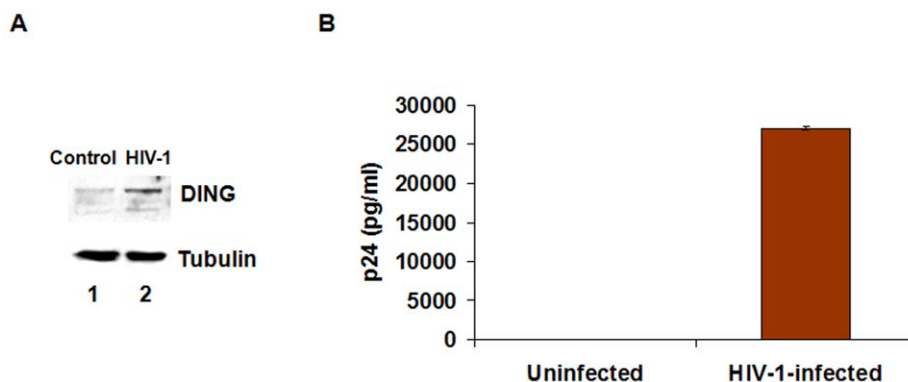 A
B
Control HIV-1
DING
Tubulin
1 2
p24 (pg/ml)
30000
25000
20000
15000
10000
5000
0
Uninfected HIV-1-infected